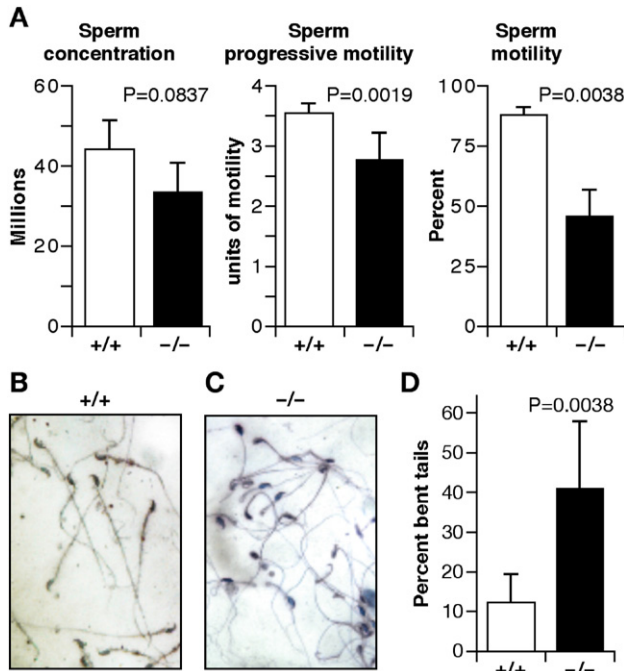 A
Sperm
concentration
Millions
60
40
20
0
P=0.0837
+/+
−/−
Sperm
progressive motility
units of motility
4
3
2
1
0
P=0.0019
+/+
−/−
Sperm
motility
Percent
100
75
50
25
0
P=0.0038
+/+
−/−
B
+/+
C
−/−
D
Percent bent tails
60
50
40
30
20
10
0
P=0.0038
+/+
−/−